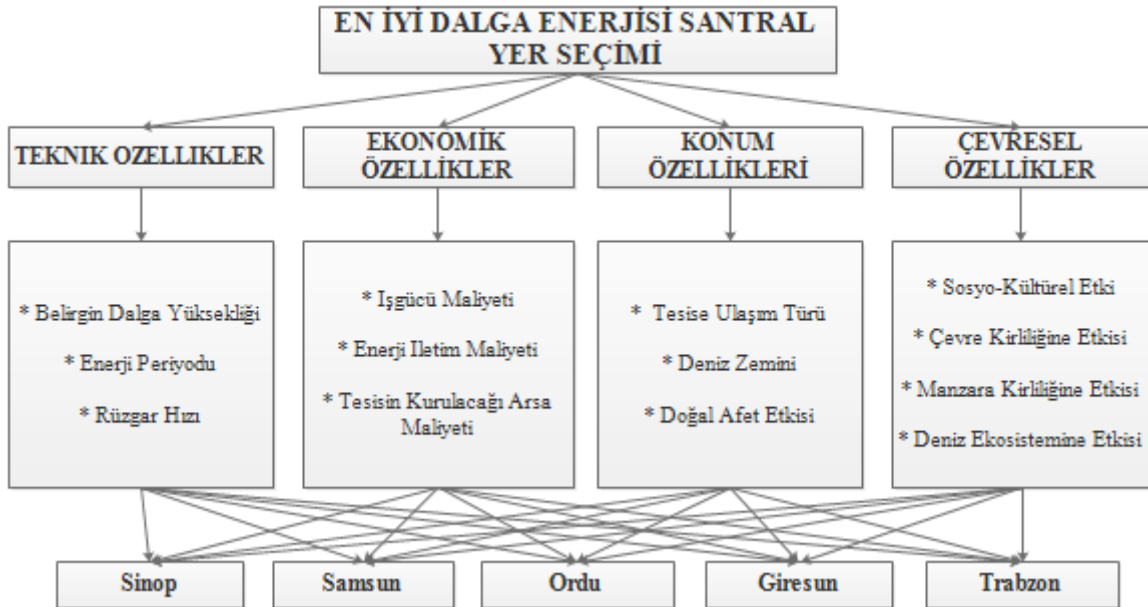 EN İYİ DALGA ENERJİSİ SANTRAL
YER SEÇİMİ
TEKNIK OZELLIKLER
EKONOMİK
ÖZELLİKLER
KONUM
ÖZELLİKLERİ
ÇEVRESEL
ÖZELLİKLER
* Belirgin Dalga Yüksekliği
* Enerji Periyodu
* Rüzgar Hızı
* Işgücü Maliyeti
* Enerji Iletim Maliyeti
* Tesisin Kurulacağı Arsa
Maliyeti
* Tesise Ulaşım Türü
* Deniz Zemini
* Doğal Afet Etkisi
* Sosyo-Kültürel Etki
* Çevre Kirliliğine Etkisi
* Manzara Kirliliğine Etkisi
* Deniz Ekosistemine Etkisi
Sinop
Samsun
Ordu
Giresun
Trabzon